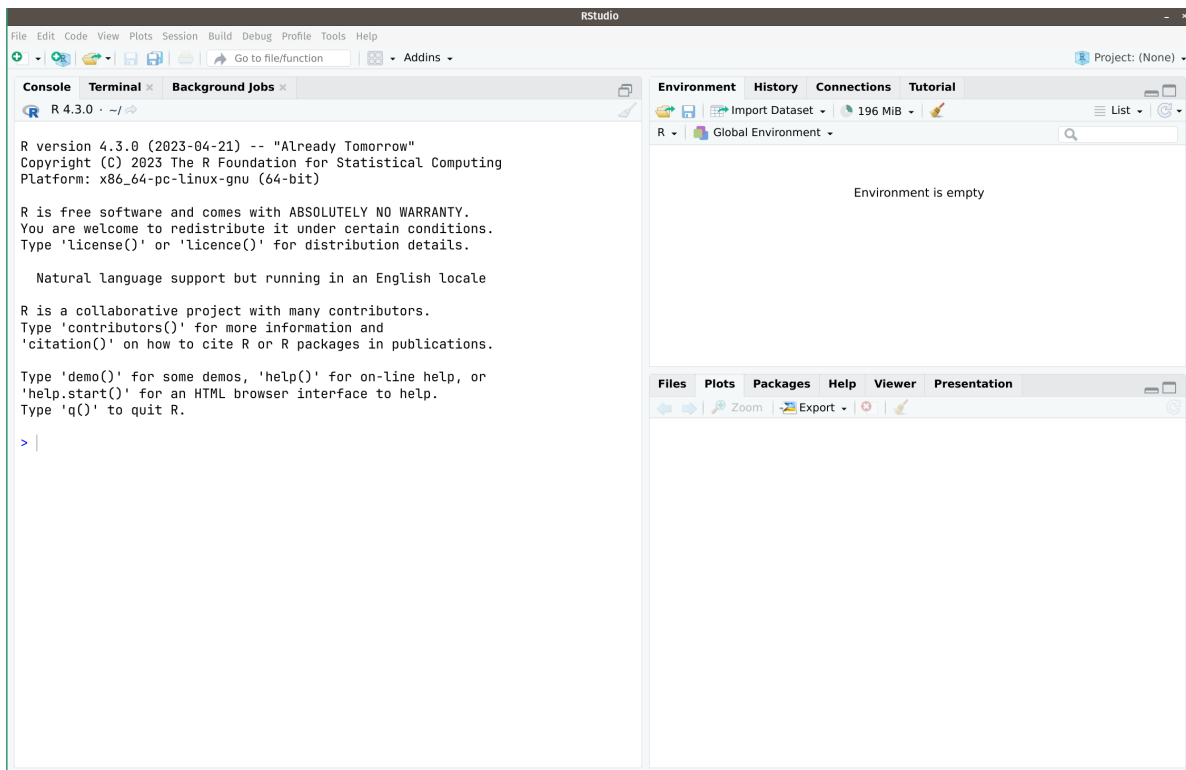 RStudio
File Edit Code View Plots Session Build Debug Profile Tools Help
Go to file/function Addins Project: (None)
Console Terminal Background Jobs
R 4.3.0 · ~/
R version 4.3.0 (2023-04-21) -- "Already Tomorrow"
Copyright (C) 2023 The R Foundation for Statistical Computing
Platform: x86_64-pc-linux-gnu (64-bit)
R is free software and comes with ABSOLUTELY NO WARRANTY.
You are welcome to redistribute it under certain conditions.
Type 'license()' or 'licence()' for distribution details.
Natural language support but running in an English locale
R is a collaborative project with many contributors.
Type 'contributors()' for more information and
'citation()' on how to cite R or R packages in publications.
Type 'demo()' for some demos, 'help()' for on-line help, or
'help.start()' for an HTML browser interface to help.
Type 'q()' to quit R.
>
Environment History Connections Tutorial
Import Dataset 196 MiB List
R Global Environment
Environment is empty
Files Plots Packages Help Viewer Presentation
Zoom Export